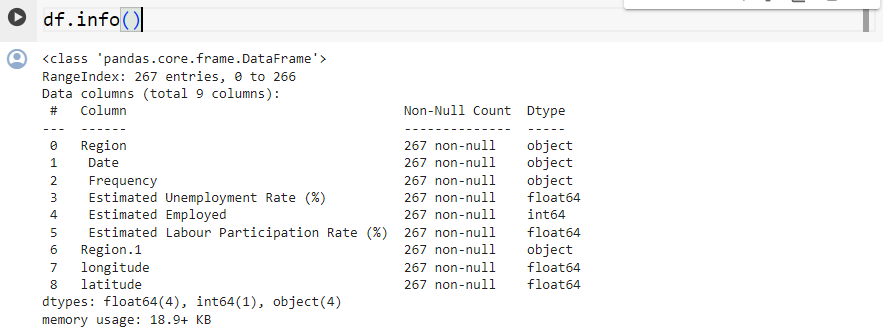 df.info()
<class 'pandas.core.frame.DataFrame'>
RangeIndex: 267 entries, 0 to 266
Data columns (total 9 columns):
 #   Column                                    Non-Null Count  Dtype
---  ------                                    --------------  -----
 0   Region                                    267 non-null    object
 1    Date                                     267 non-null    object
 2    Frequency                                267 non-null    object
 3    Estimated Unemployment Rate (%)          267 non-null    float64
 4    Estimated Employed                       267 non-null    int64
 5    Estimated Labour Participation Rate (%)  267 non-null    float64
 6   Region.1                                  267 non-null    object
 7   longitude                                 267 non-null    float64
 8   latitude                                  267 non-null    float64
dtypes: float64(4), int64(1), object(4)
memory usage: 18.9+ KB